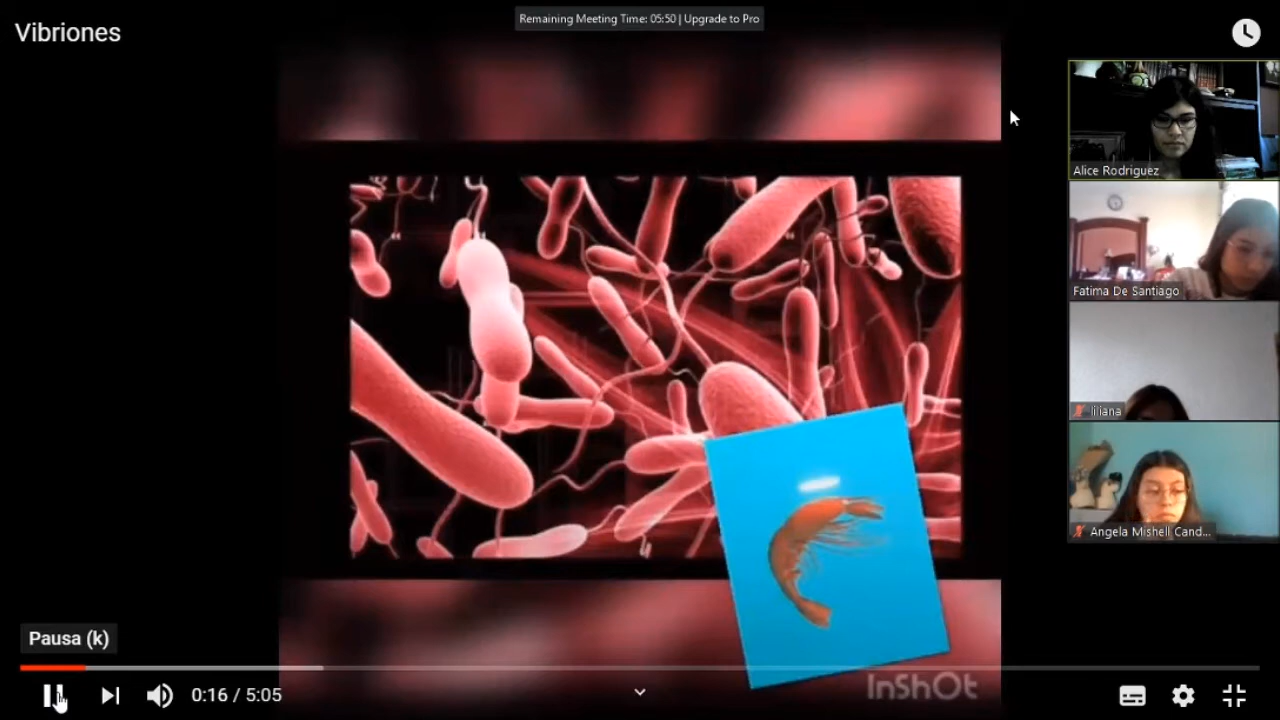 Remaining Meeting Time: 05:50 | Upgrade to Pro
Vibriones
Alice Rodriguez
Fatima De Santiago
liliana
Angela Mishell Cand...
Pausa (k)
0:16 / 5:05
InShOt